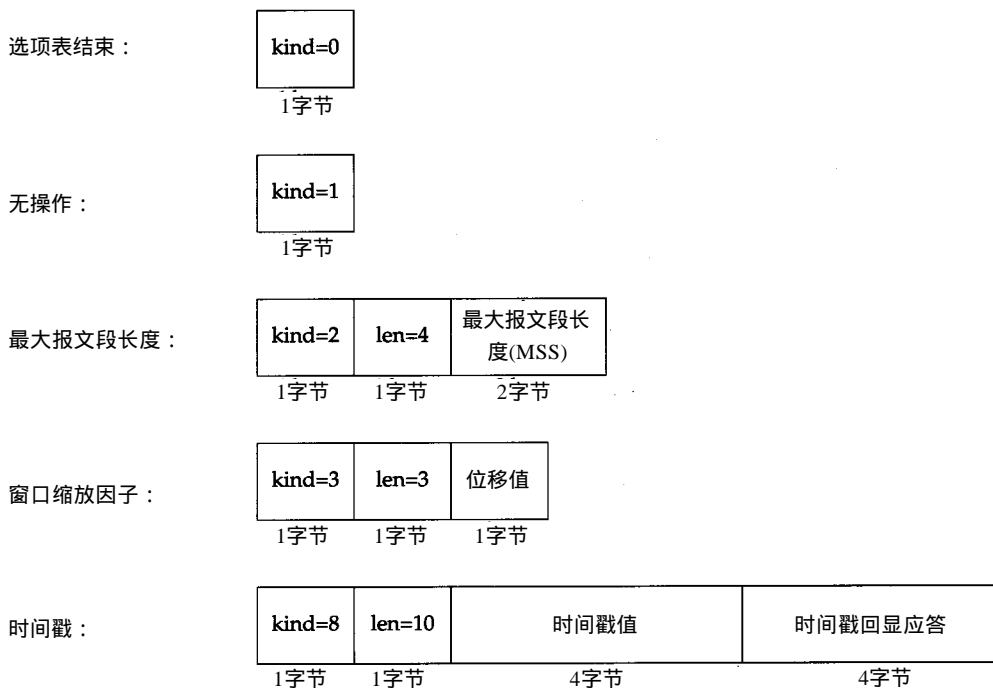 选项表结束：
kind=0
1字节
无操作：
kind=1
1字节
最大报文段长度：
kind=2 len=4 最大报文段长
度(MSS)
1字节 1字节 2字节
窗口缩放因子：
kind=3 len=3 位移值
1字节 1字节 1字节
时间戳：
kind=8 len=10 时间戳值 时间戳回显应答
1字节 1字节 4字节 4字节